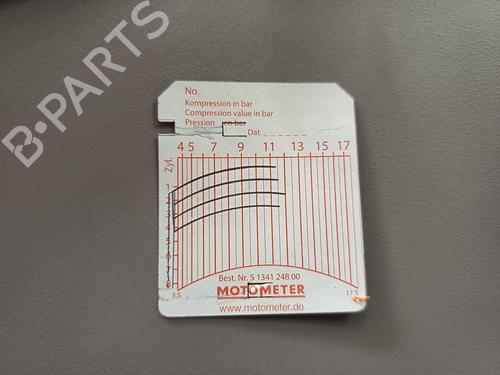 B-PARTS
No.
Kompression in bar
Compression value in bar
Pression en bar
Dat.
4 5 7 9 11 13 15 17
Zyl.
1
2
3
4
5
6
7
8
Best. Nr. 5 1341 248 00
3.5 17.5
MOTOMETER
www.motometer.de